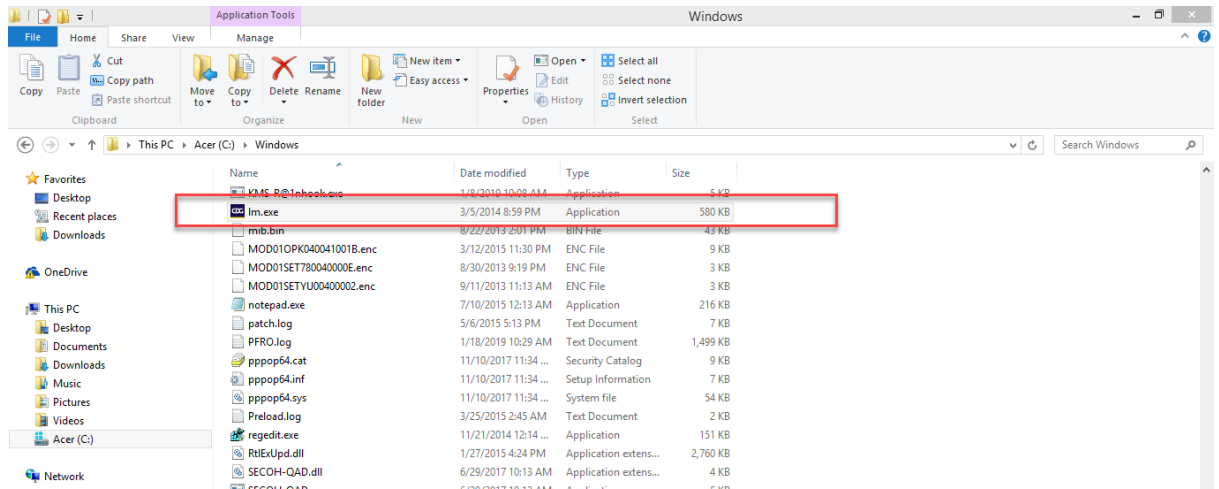 Application Tools Windows
File Home Share View Manage
Cut
Copy path
Paste shortcut
Copy Paste
Clipboard
Move to Copy to Delete Rename
Organize
New folder
New item
Easy access
New
Properties
Open
Edit
History
Open
Select all
Select none
Invert selection
Select
This PC Acer (C:) Windows Search Windows
Favorites
Desktop
Recent places
Downloads
OneDrive
This PC
Desktop
Documents
Downloads
Music
Pictures
Videos
Acer (C:)
Network
Name Date modified Type Size
KMS-R@1nhook.exe 1/8/2019 10:08 AM Application 5 KB
lm.exe 3/5/2014 8:59 PM Application 580 KB
mib.bin 8/22/2013 2:01 PM BIN File 43 KB
MOD01OPK040041001B.enc 3/12/2015 11:30 PM ENC File 9 KB
MOD01SET780040000E.enc 8/30/2013 9:19 PM ENC File 3 KB
MOD01SETYU00400002.enc 9/11/2013 11:13 AM ENC File 3 KB
notepad.exe 7/10/2015 12:13 AM Application 216 KB
patch.log 5/6/2015 5:13 PM Text Document 7 KB
PFRO.log 1/18/2019 10:29 AM Text Document 1,499 KB
pppop64.cat 11/10/2017 11:34 ... Security Catalog 9 KB
pppop64.inf 11/10/2017 11:34 ... Setup Information 7 KB
pppop64.sys 11/10/2017 11:34 ... System file 54 KB
Preload.log 3/25/2015 2:45 AM Text Document 2 KB
regedit.exe 11/21/2014 12:14 ... Application 151 KB
RtlExUpd.dll 1/27/2015 4:24 PM Application extens... 2,760 KB
SECOH-QAD.dll 6/29/2017 10:13 AM Application extens... 4 KB